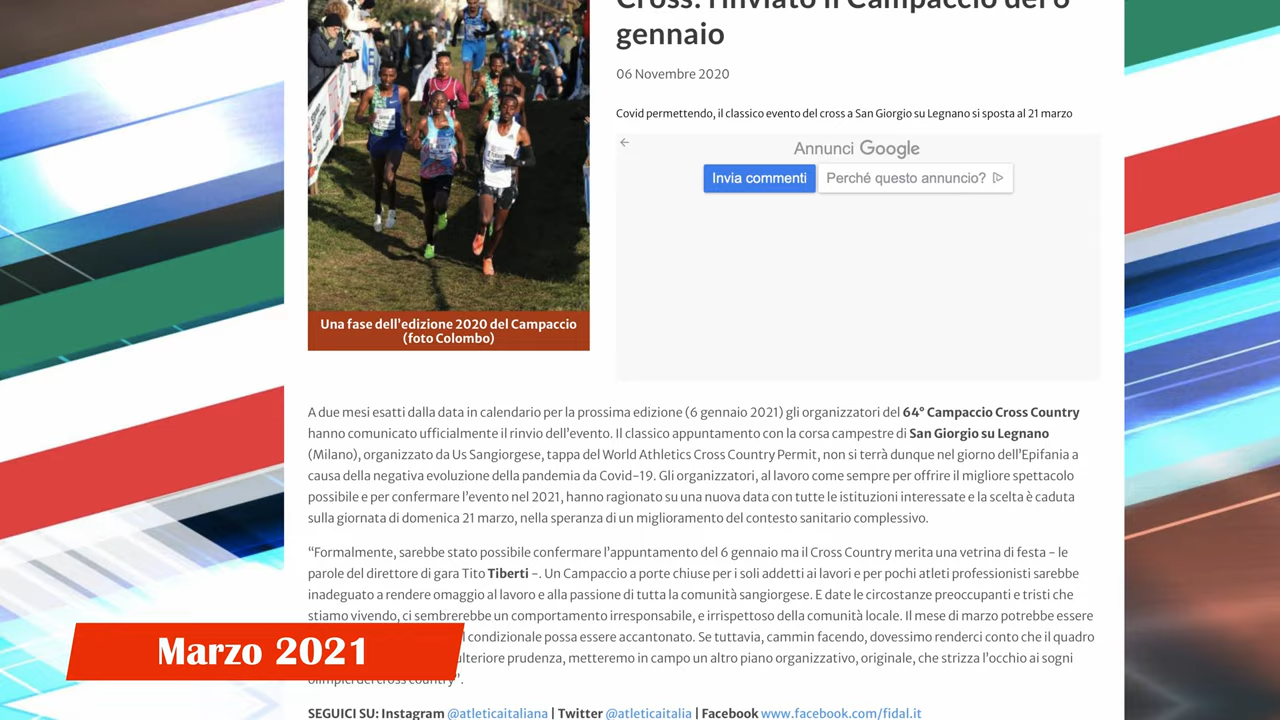 Cross: rinviato il Campaccio del 6
gennaio
06 Novembre 2020
Covid permettendo, il classico evento del cross a San Giorgio su Legnano si sposta al 21 marzo
Annunci Google
Invia commenti
Perché questo annuncio?
Una fase dell'edizione 2020 del Campaccio
(foto Colombo)
A due mesi esatti dalla data in calendario per la prossima edizione (6 gennaio 2021) gli organizzatori del 64° Campaccio Cross Country
hanno comunicato ufficialmente il rinvio dell'evento. Il classico appuntamento con la corsa campestre di San Giorgio su Legnano
(Milano), organizzato da Us Sangiorgese, tappa del World Athletics Cross Country Permit, non si terrà dunque nel giorno dell'Epifania a
causa della negativa evoluzione della pandemia da Covid-19. Gli organizzatori, al lavoro come sempre per offrire il migliore spettacolo
possibile e per confermare l'evento nel 2021, hanno ragionato su una nuova data con tutte le istituzioni interessate e la scelta è caduta
sulla giornata di domenica 21 marzo, nella speranza di un miglioramento del contesto sanitario complessivo.
“Formalmente, sarebbe stato possibile confermare l'appuntamento del 6 gennaio ma il Cross Country merita una vetrina di festa – le
parole del direttore di gara Tito Tiberti –. Un Campaccio a porte chiuse per i soli addetti ai lavori e per pochi atleti professionisti sarebbe
inadeguato a rendere omaggio al lavoro e alla passione di tutta la comunità sangiorgese. E date le circostanze preoccupanti e tristi che
stiamo vivendo, ci sembrerebbe un comportamento irresponsabile, e irrispettoso della comunità locale. Il mese di marzo potrebbe essere
l condizionale possa essere accantonato. Se tuttavia, cammin facendo, dovessimo renderci conto che il quadro
ulteriore prudenza, metteremo in campo un altro piano organizzativo, originale, che strizza l'occhio ai sogni
olimpici del cross country”.
Marzo 2021
SEGUICI SU: Instagram @atleticaitaliana | Twitter @atleticaitalia | Facebook www.facebook.com/fidal.it